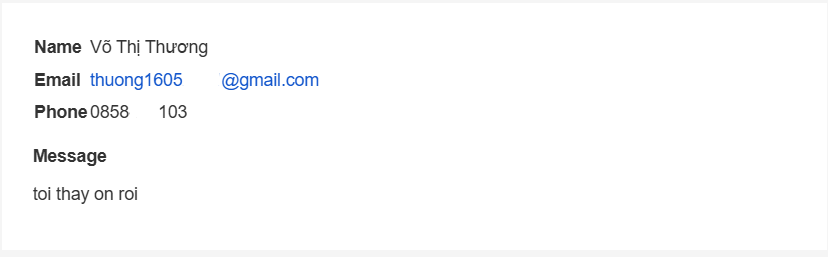 Name Võ Thị Thương
Email thuong1605 @gmail.com
Phone 0858 103
Message
toi thay on roi